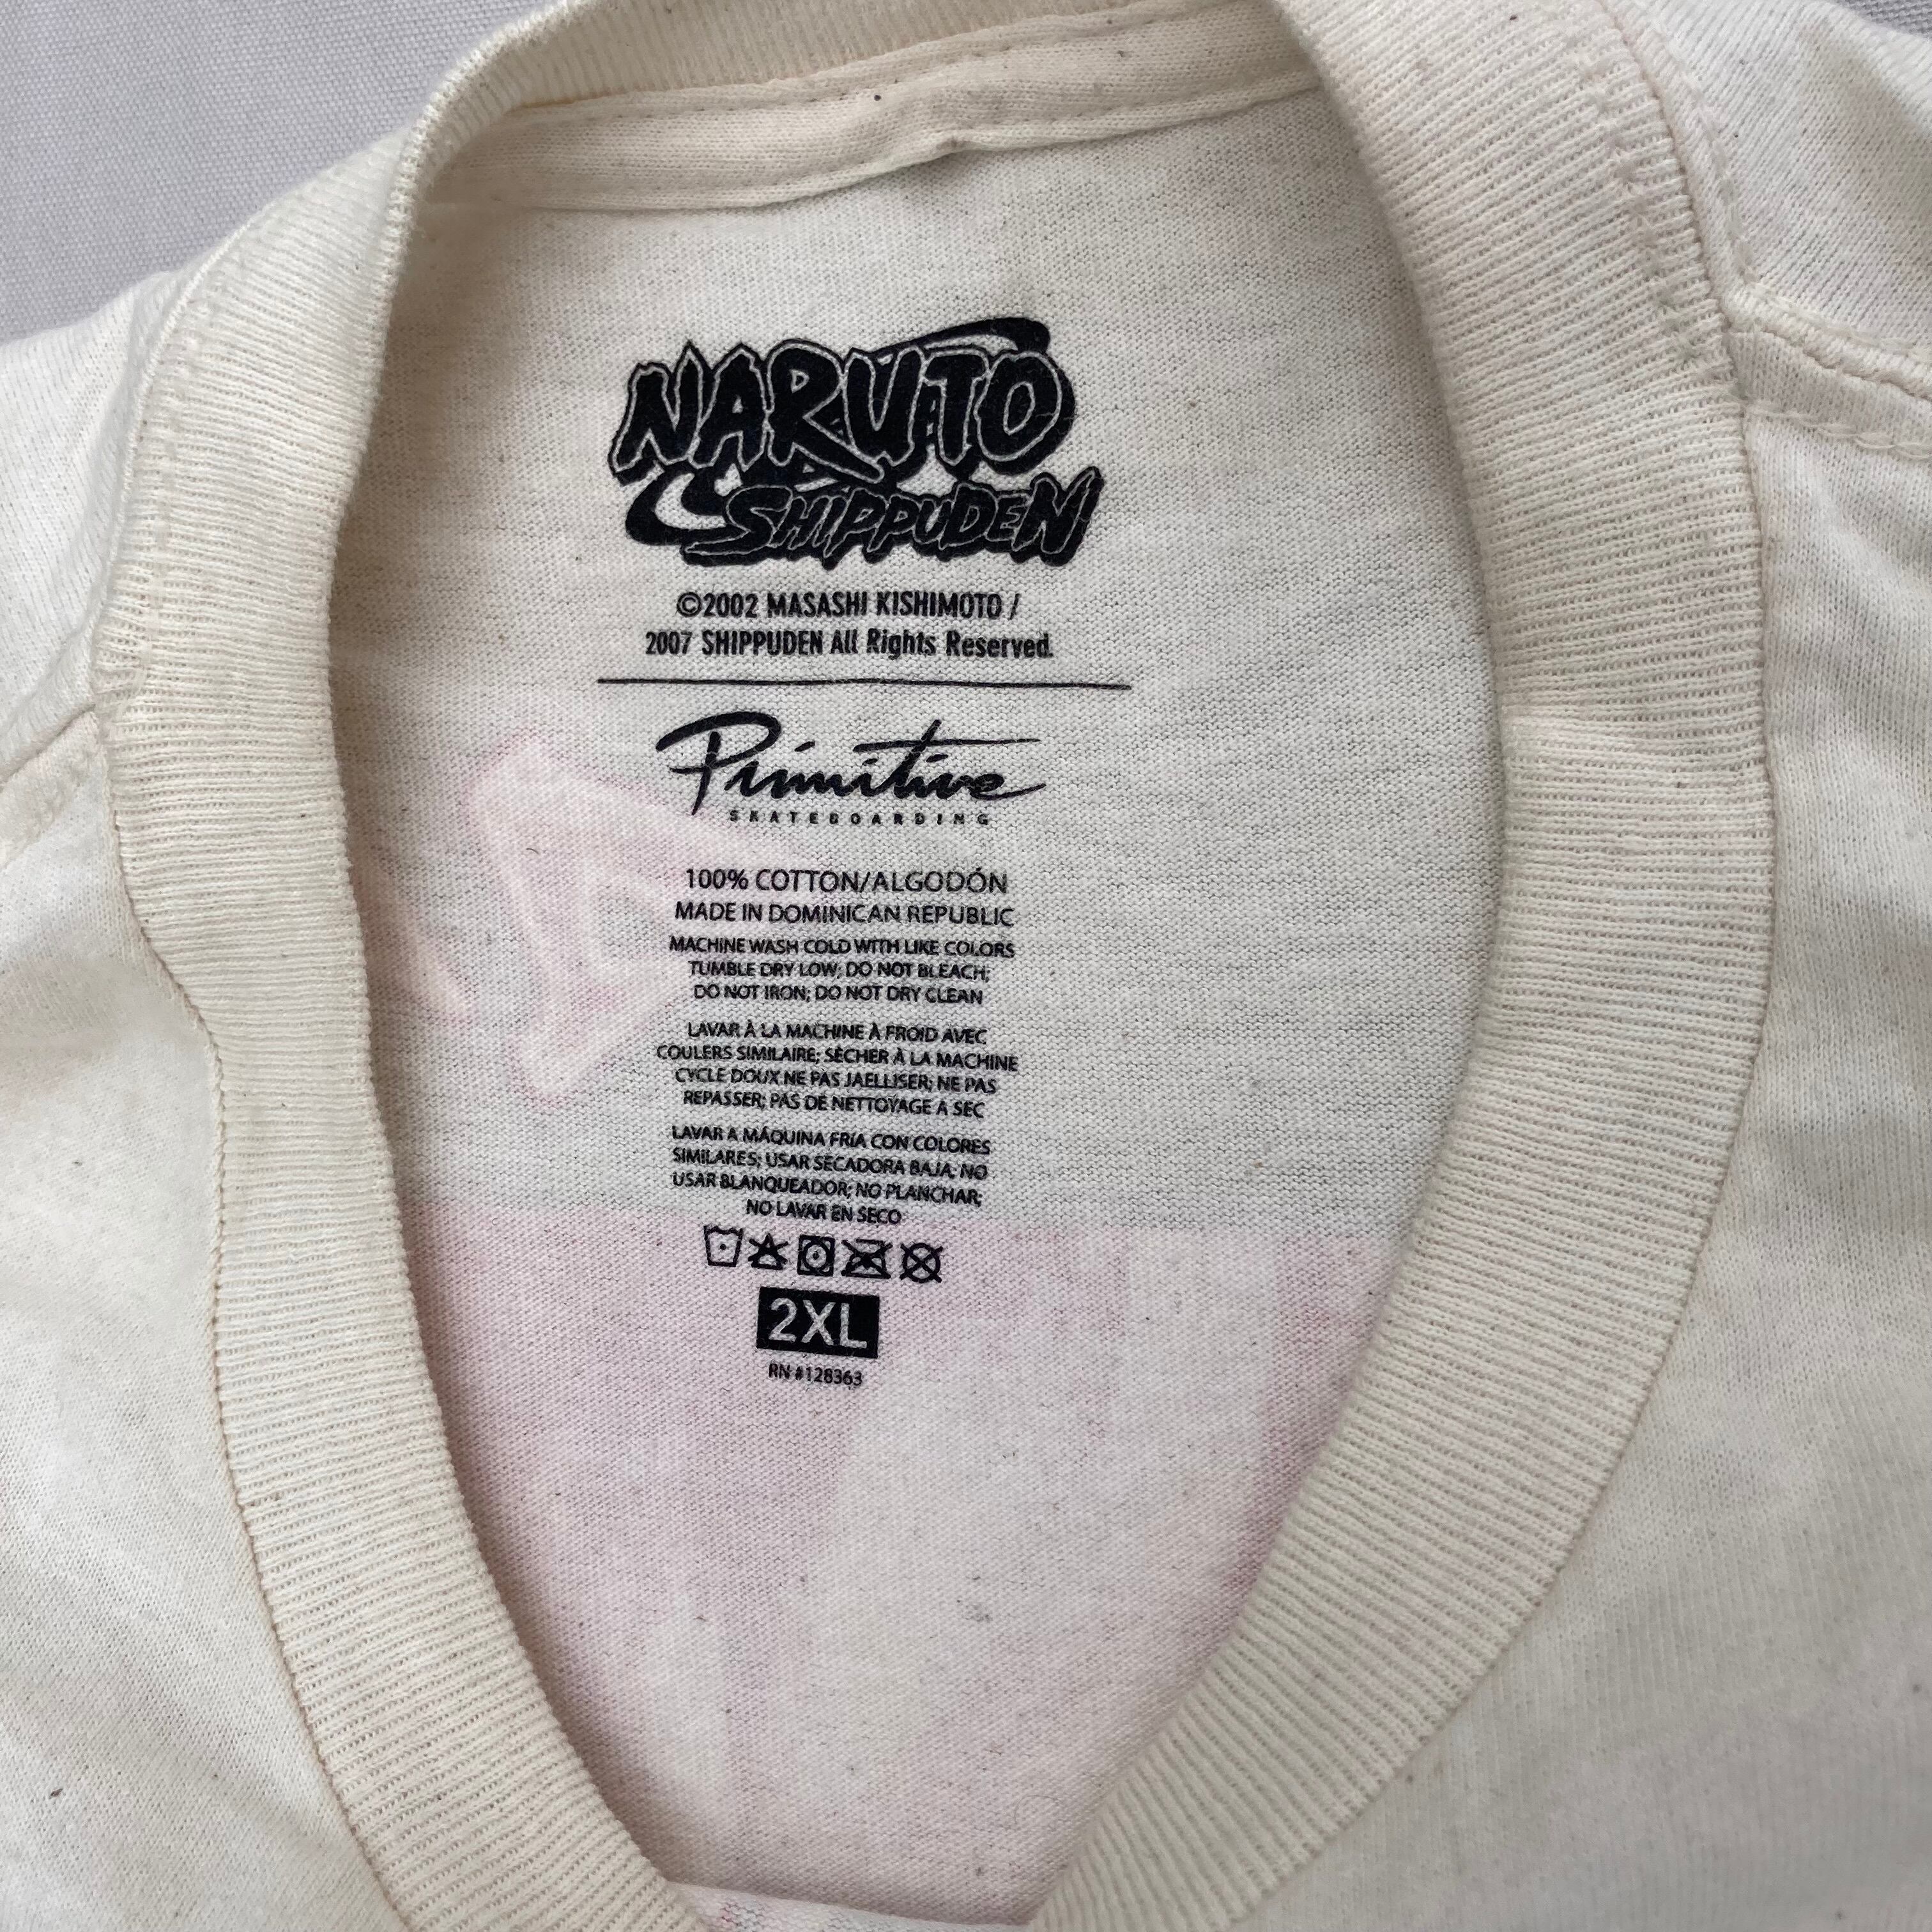 NARUTO
SHIPPUDEN
©2002 MASASHI KISHIMOTO /
2007 SHIPPUDEN All Rights Reserved.
Primitive
SKATEBOARDING
100% COTTON/ALGODÓN
MADE IN DOMINICAN REPUBLIC
MACHINE WASH COLD WITH LIKE COLORS
TUMBLE DRY LOW; DO NOT BLEACH;
DO NOT IRON; DO NOT DRY CLEAN
LAVAR À LA MACHINE À FROID AVEC
COULERS SIMILAIRE; SÉCHER À LA MACHINE
CYCLE DOUX NE PAS JAELLISER; NE PAS
REPASSER; PAS DE NETTOYAGE A SEC
LAVAR A MÁQUINA FRÍA CON COLORES
SIMILARES; USAR SECADORA BAJA; NO
USAR BLANQUEADOR; NO PLANCHAR;
NO LAVAR EN SECO
2XL
RN #128363